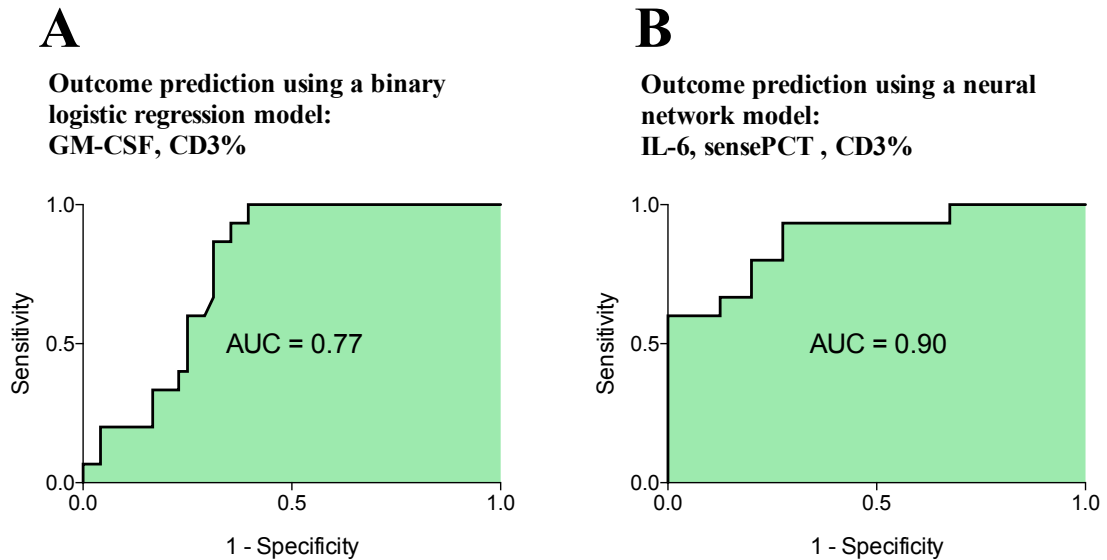 A
Outcome prediction using a binary
logistic regression model:
GM-CSF, CD3%
1.0
0.5
0.0
Sensitivity
AUC = 0.77
0.0
0.5
1.0
1 - Specificity
B
Outcome prediction using a neural
network model:
IL-6, sensePCT , CD3%
1.0
0.5
0.0
Sensitivity
AUC = 0.90
0.0
0.5
1.0
1 - Specificity